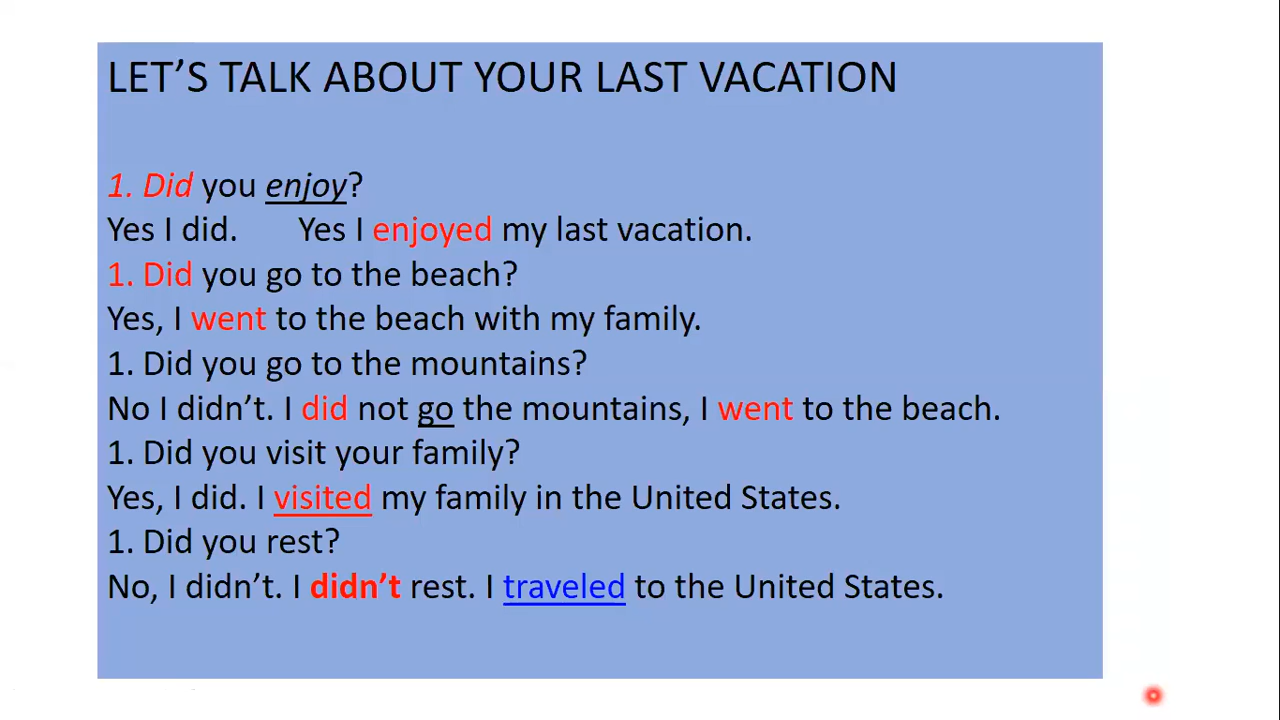 LET’S TALK ABOUT YOUR LAST VACATION
1. Did you enjoy?
Yes I did. Yes I enjoyed my last vacation.
1. Did you go to the beach?
Yes, I went to the beach with my family.
1. Did you go to the mountains?
No I didn’t. I did not go the mountains, I went to the beach.
1. Did you visit your family?
Yes, I did. I visited my family in the United States.
1. Did you rest?
No, I didn’t. I didn’t rest. I traveled to the United States.